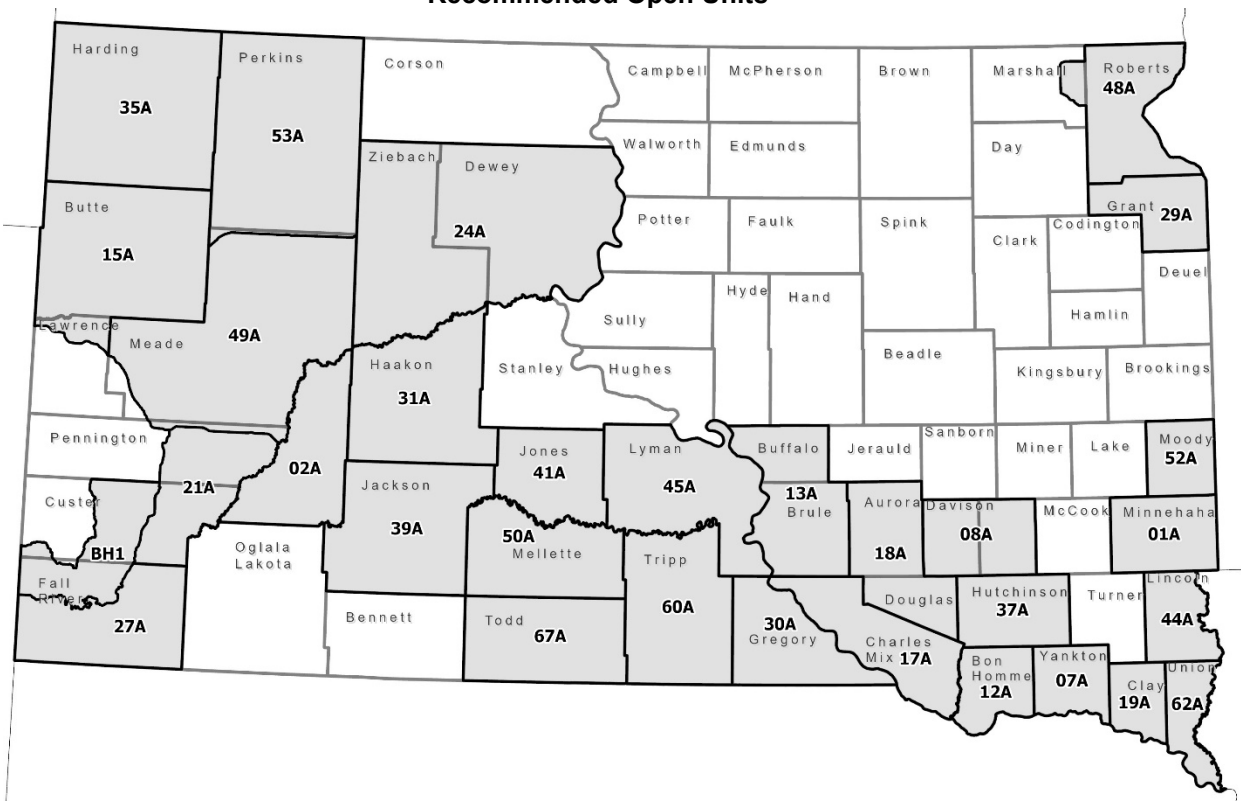 Recommended Open Units
Harding
35A
Perkins
53A
Corson
Campbell
McPherson
Brown
Marshall
Roberts
48A
Ziebach
Dewey
24A
Walworth
Edmunds
Day
Butte
15A
Potter
Faulk
Spink
Clark
Codington
Grant
29A
Deuel
Lawrence
Meade
49A
Haakon
31A
Stanley
Sully
Hughes
Hyde
Hand
Beadle
Hamlin
Kingsbury
Brookings
Pennington
21A
02A
Jones
41A
Lyman
45A
Buffalo
13A
Brule
Jerauld
Sanborn
Miner
Lake
Moody
52A
Custer
BH1
Jackson
39A
50A
Mellette
Aurora
18A
Davison
08A
McCook
Minnehaha
01A
Fall
River
27A
Oglala
Lakota
Bennett
Todd
67A
Tripp
60A
30A
Gregory
Charles
Mix 17A
Douglas
Hutchinson
37A
Turner
Lincoln
44A
Bon
Homme
12A
Yankton
07A
Clay
19A
Union
62A